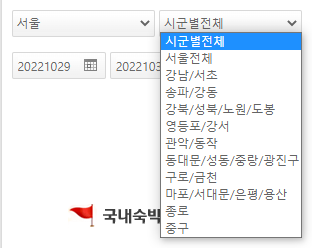 서울 시군별전체
시군별전체
서울전체
20221029 202210
강남/서초
송파/강동
강북/성북/노원/도봉
영등포/강서
관악/동작
동대문/성동/중랑/광진구
구로/금천
마포/서대문/은평/용산
국내숙박
종로
중구